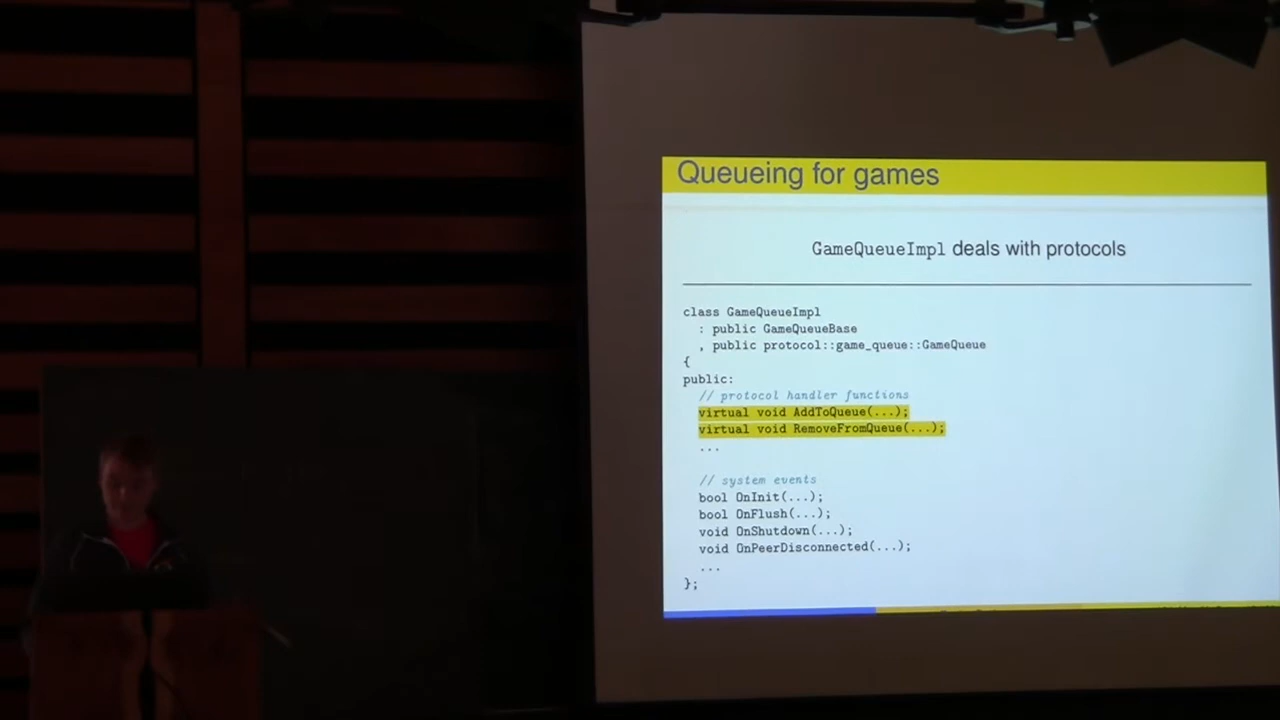 Queueing for games
GameQueueImpl deals with protocols
class GameQueueImpl
: public GameQueueBase
, public protocol::game_queue::GameQueue
{
public:
// protocol handler functions
virtual void AddToQueue(...);
virtual void RemoveFromQueue(...);
...
// system events
bool OnInit(...);
bool OnFlush(...);
void OnShutdown(...);
void OnPeerDisconnected(...);
...
};